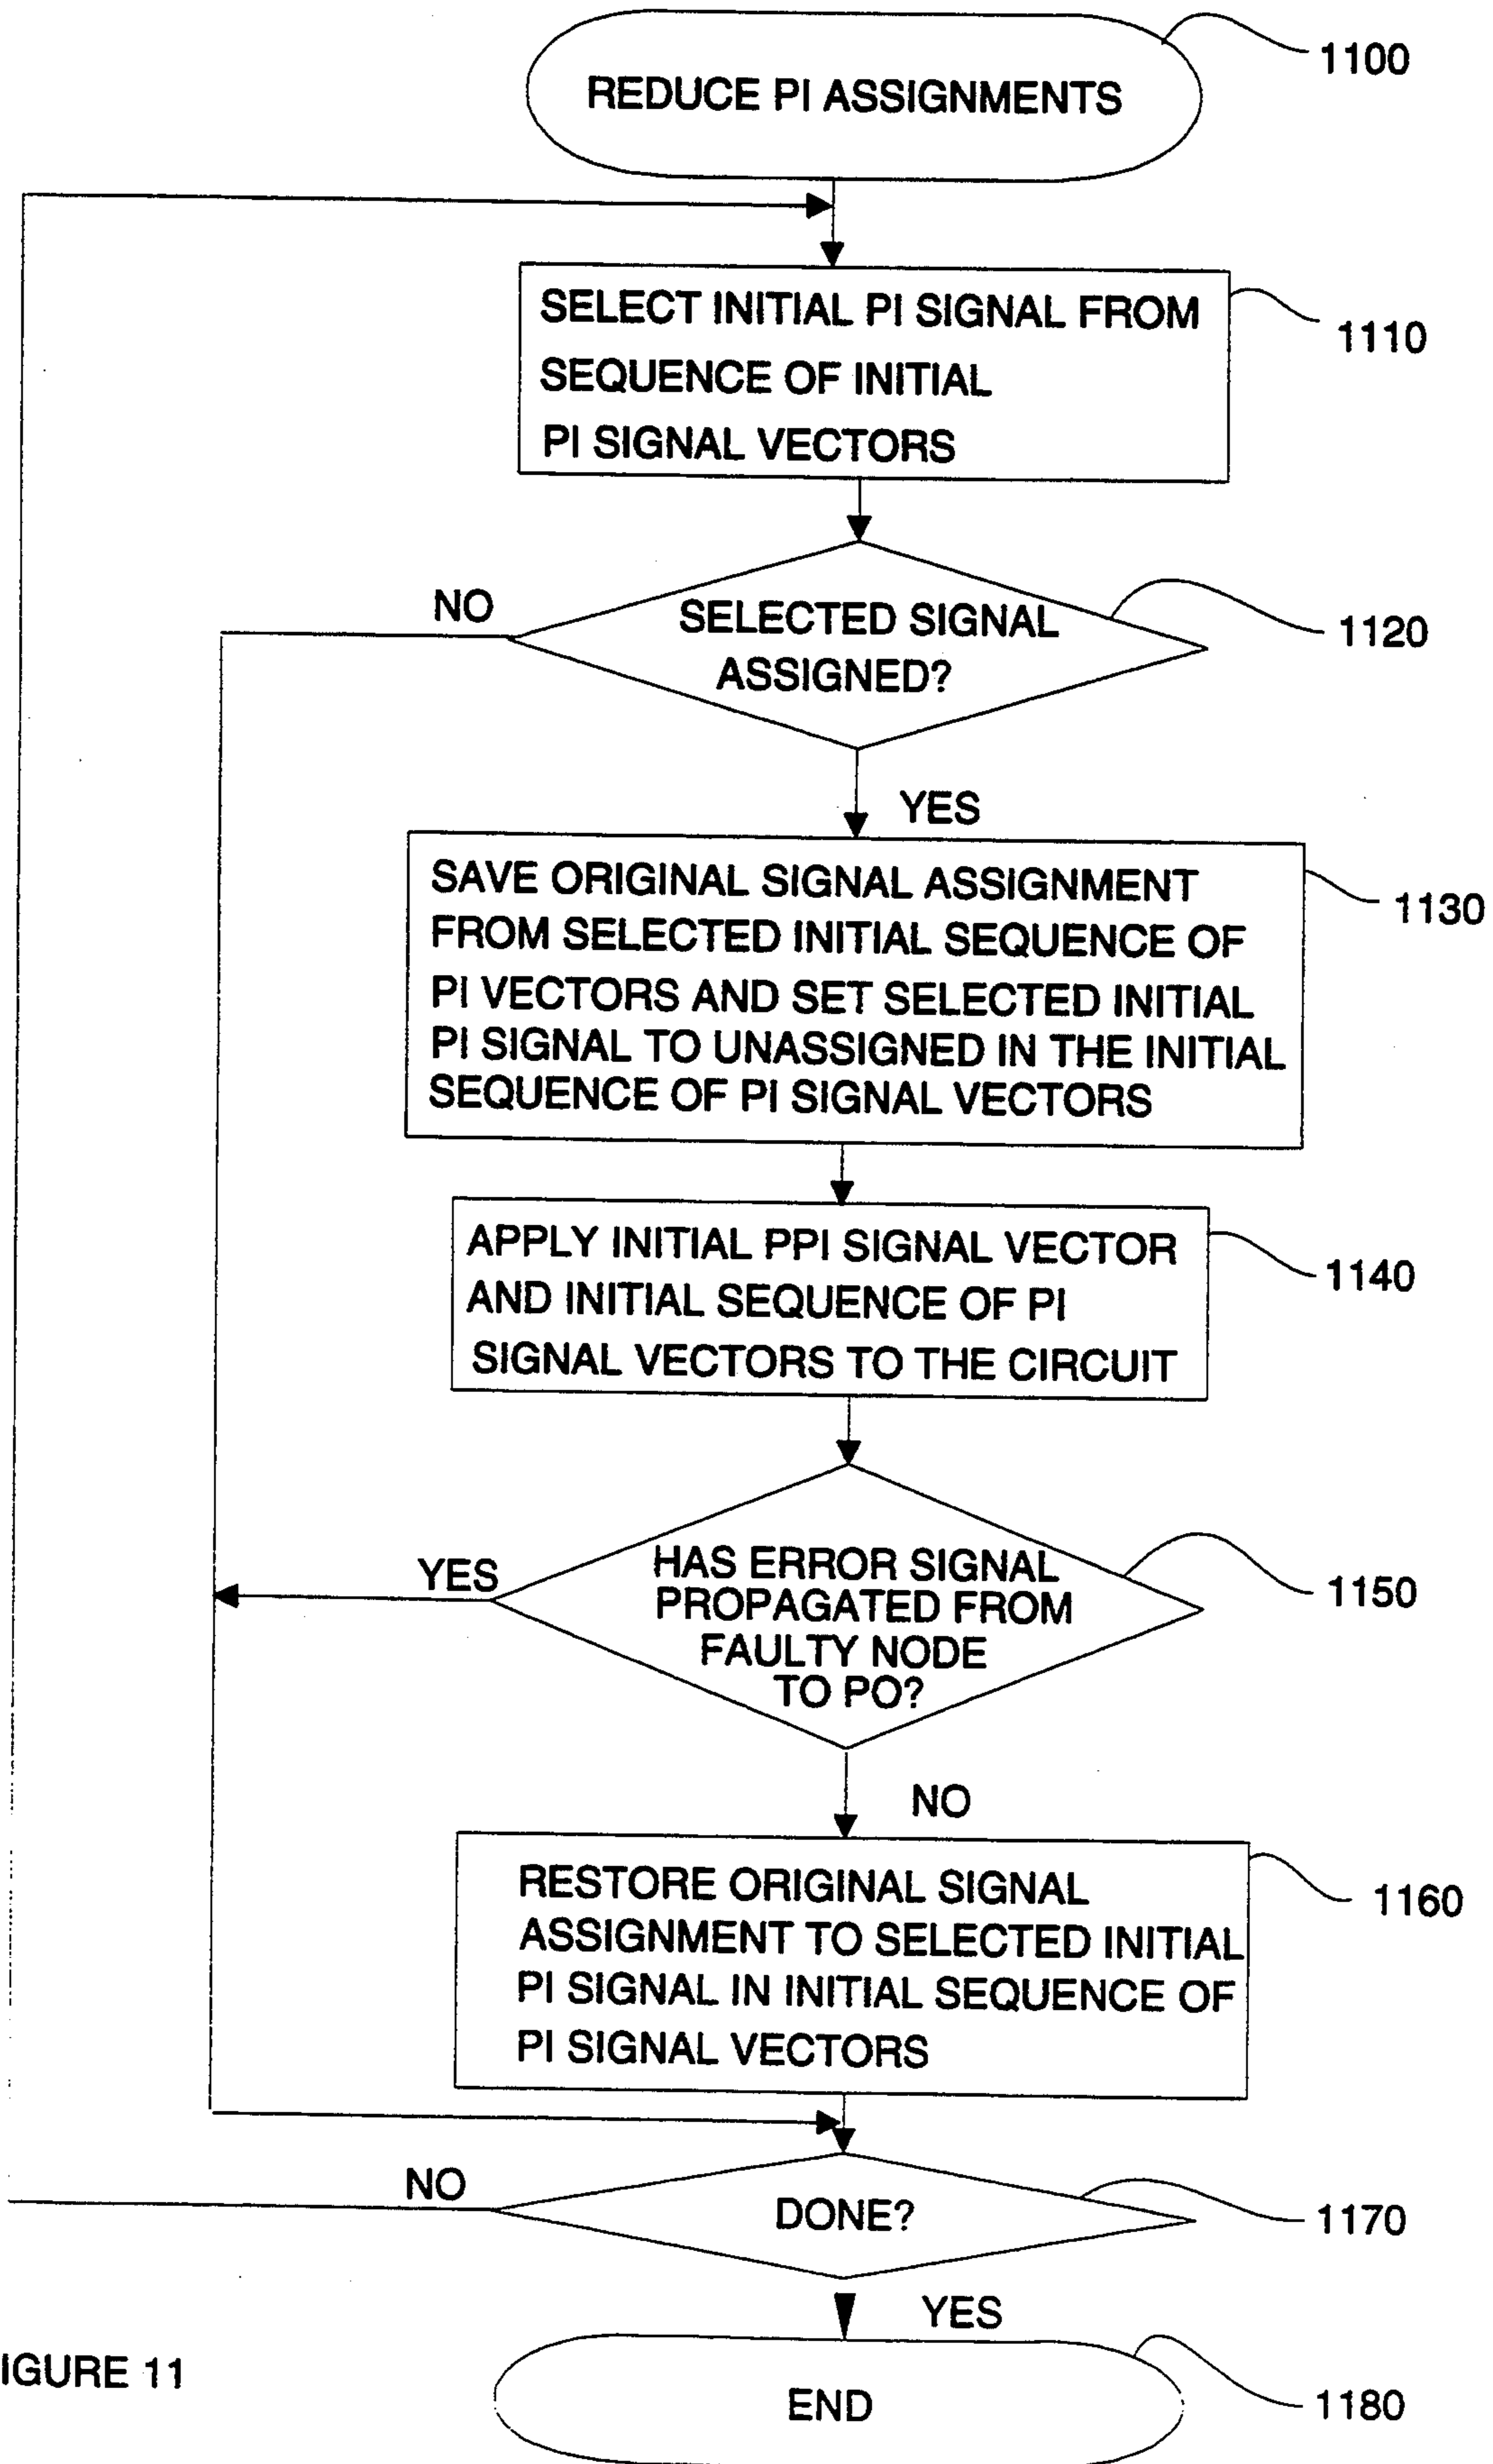 1100
REDUCE PI ASSIGNMENTS
SELECT INITIAL PI SIGNAL FROM
SEQUENCE OF INITIAL
PI SIGNAL VECTORS
1110
NO
SELECTED SIGNAL
ASSIGNED?
1120
YES
SAVE ORIGINAL SIGNAL ASSIGNMENT
FROM SELECTED INITIAL SEQUENCE OF
PI VECTORS AND SET SELECTED INITIAL
PI SIGNAL TO UNASSIGNED IN THE INITIAL
SEQUENCE OF PI SIGNAL VECTORS
1130
APPLY INITIAL PPI SIGNAL VECTOR
AND INITIAL SEQUENCE OF PI
SIGNAL VECTORS TO THE CIRCUIT
1140
YES
HAS ERROR SIGNAL
PROPAGATED FROM
FAULTY NODE
TO PO?
1150
NO
RESTORE ORIGINAL SIGNAL
ASSIGNMENT TO SELECTED INITIAL
PI SIGNAL IN INITIAL SEQUENCE OF
PI SIGNAL VECTORS
1160
NO
DONE?
1170
YES
IGURE 11
END
1180